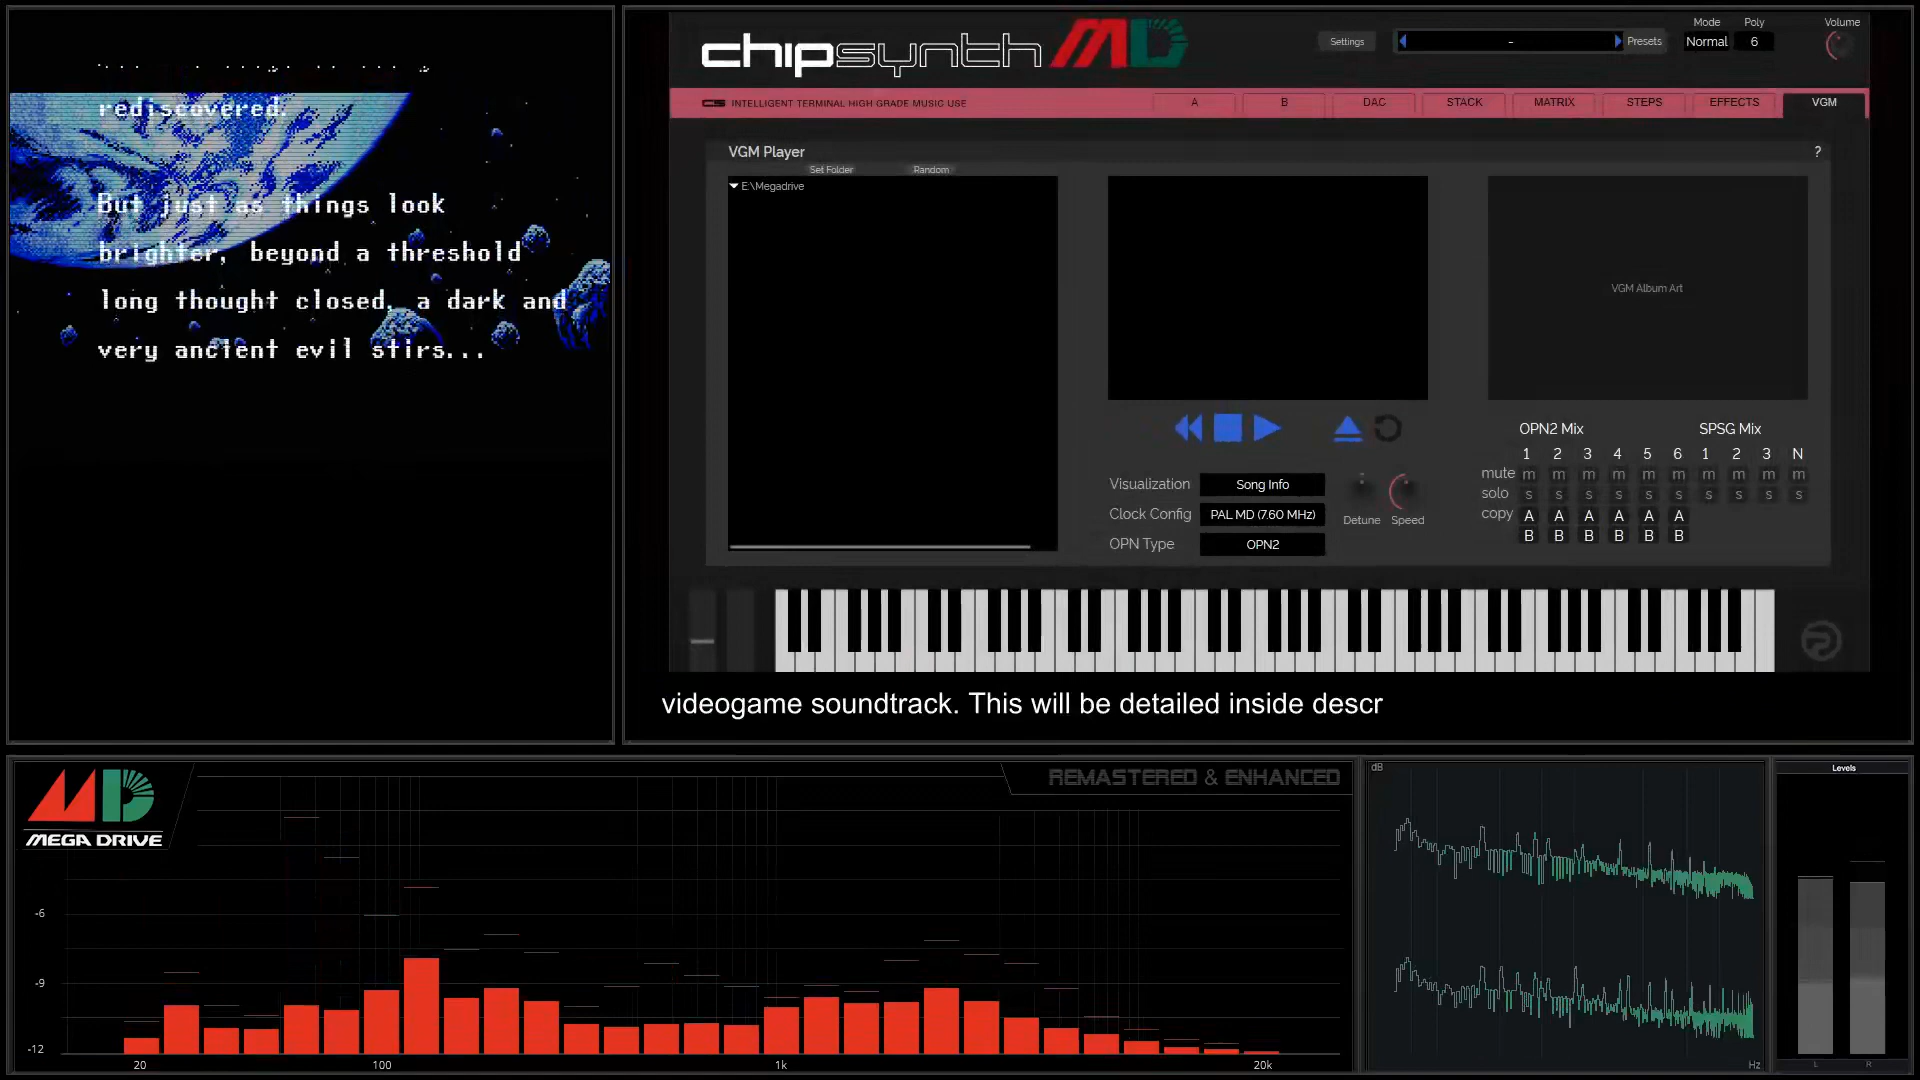 rediscovered.
But just as things look
brighter, beyond a threshold
long thought closed, a dark and
very ancient evil stirs...
chipsynth MD
Settings
-
Presets
Mode
Normal
Poly
6
Volume
CS INTELLIGENT TERMINAL HIGH GRADE MUSIC USE
A B DAC STACK MATRIX STEPS EFFECTS VGM
VGM Player
?
Set Folder Random
E:\Megadrive
VGM Album Art
Visualization Song Info
Clock Config PAL MD (7.60 MHz)
OPN Type OPN2
Detune Speed
OPN2 Mix SPSG Mix
1 2 3 4 5 6 1 2 3 N
mute m m m m m m m m m m
solo s s s s s s s s s s
copy A A A A A A
B B B B B B
videogame soundtrack. This will be detailed inside descr
MD
MEGA DRIVE
REMASTERED & ENHANCED
-6
-9
-12
20 100 1k 20k
dB
Hz
Levels
L R